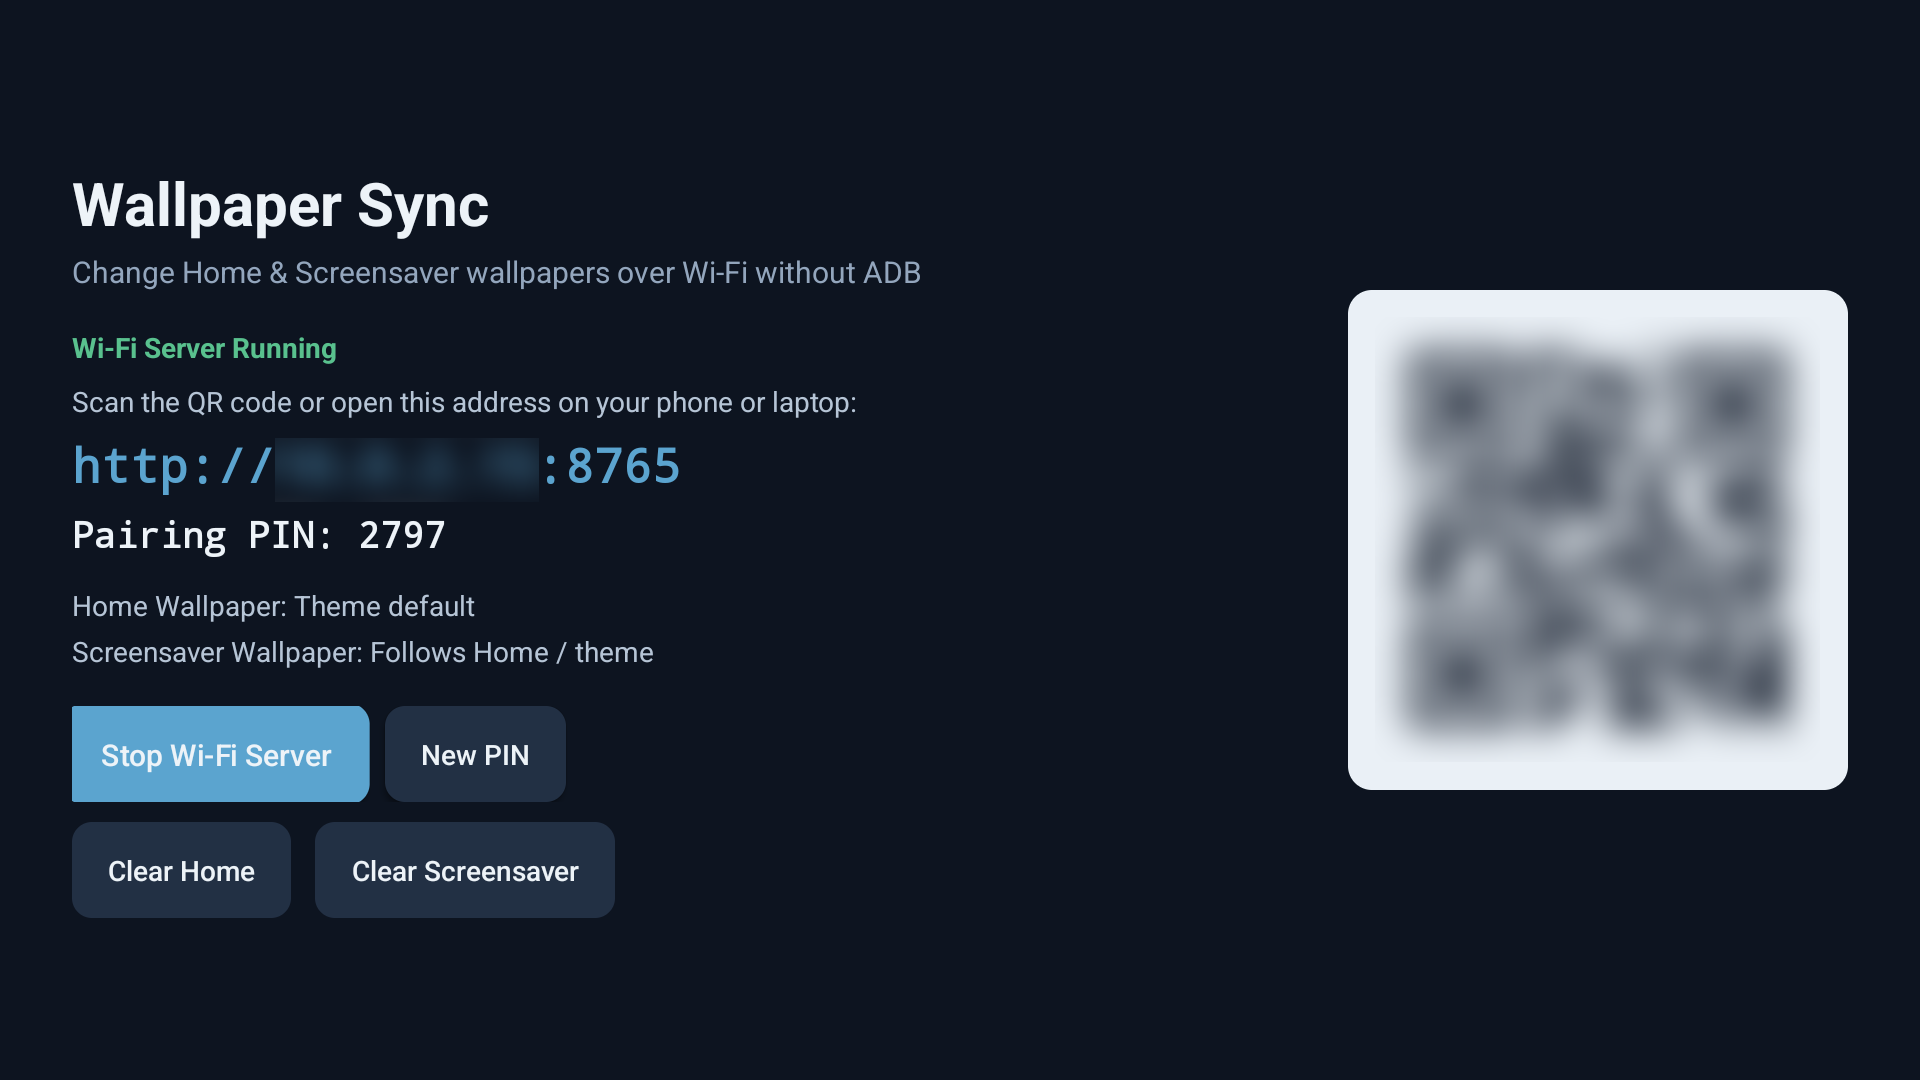 Wallpaper Sync
Change Home & Screensaver wallpapers over Wi-Fi without ADB
Wi-Fi Server Running
Scan the QR code or open this address on your phone or laptop:
http:// :8765
Pairing PIN: 2797
Home Wallpaper: Theme default
Screensaver Wallpaper: Follows Home / theme
Stop Wi-Fi Server New PIN
Clear Home Clear Screensaver